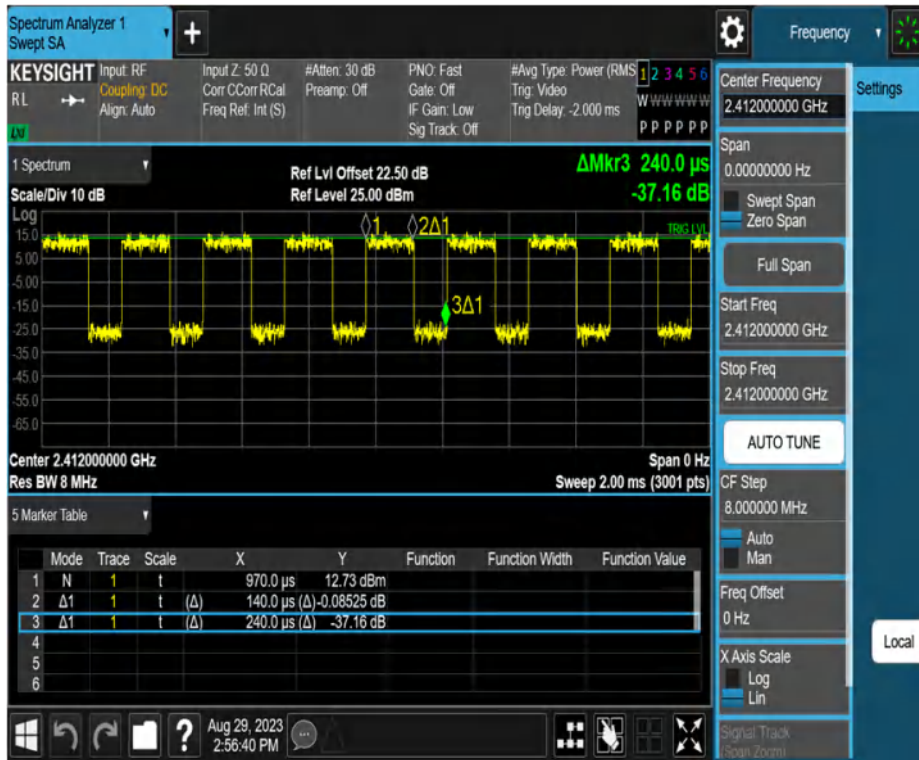 Spectrum Analyzer 1
Swept SA
Frequency
KEYSIGHT Input: RF Input Z: 50 Ω #Atten: 30 dB PNO: Fast #Avg Type: Power (RMS 1 2 3 4 5 6
RL Coupling: DC Corr CCorr RCal Preamp: Off Gate: Off Trig: Video
Align: Auto Freq Ref: Int (S) IF Gain: Low Trig Delay: -2.000 ms W W W W W W
Sig Track: Off P P P P P P
LXI
1 Spectrum
Scale/Div 10 dB
Ref Lvl Offset 22.50 dB
Ref Level 25.00 dBm
ΔMkr3 240.0 µs
-37.16 dB
Log
15.0
5.00
-5.00
-15.0
-25.0
-35.0
-45.0
-55.0
-65.0
1
2Δ1
TRIG LVL
3Δ1
Center 2.412000000 GHz Span 0 Hz
Res BW 8 MHz Sweep 2.00 ms (3001 pts)
5 Marker Table
Mode Trace Scale X Y Function Function Width Function Value
1 N 1 t 970.0 µs 12.73 dBm
2 Δ1 1 t (Δ) 140.0 µs (Δ) -0.08525 dB
3 Δ1 1 t (Δ) 240.0 µs (Δ) -37.16 dB
4
5
6
Aug 29, 2023
2:56:40 PM
Center Frequency
2.412000000 GHz
Span
0.00000000 Hz
Swept Span
Zero Span
Full Span
Start Freq
2.412000000 GHz
Stop Freq
2.412000000 GHz
AUTO TUNE
CF Step
8.000000 MHz
Auto
Man
Freq Offset
0 Hz
X Axis Scale
Log
Lin
Signal Track
(Span Zoom)
Settings
Local